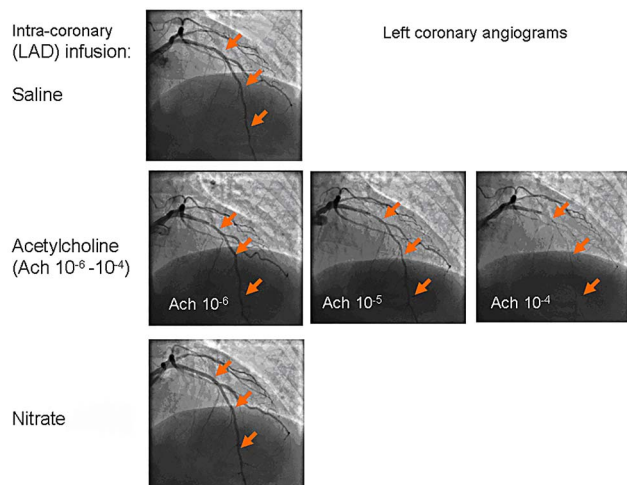 Intra-coronary
(LAD) infusion:
Left coronary angiograms
Saline
Acetylcholine
(Ach 10⁻⁶ -10⁻⁴)
Ach 10⁻⁶
Ach 10⁻⁵
Ach 10⁻⁴
Nitrate